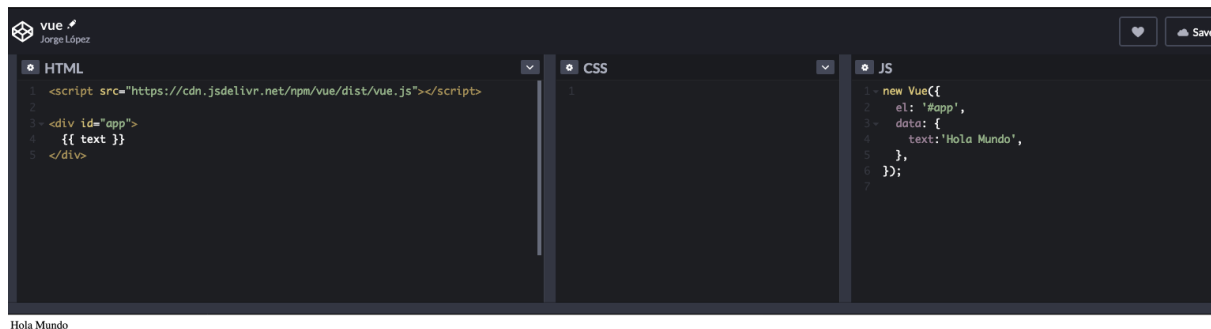 vue
Jorge López
Save
HTML
1 <script src="https://cdn.jsdelivr.net/npm/vue/dist/vue.js"></script>
2
3 <div id="app">
4 {{ text }}
5 </div>
CSS
1
JS
1 new Vue({
2 el: '#app',
3 data: {
4 text:'Hola Mundo',
5 },
6 });
7
Hola Mundo